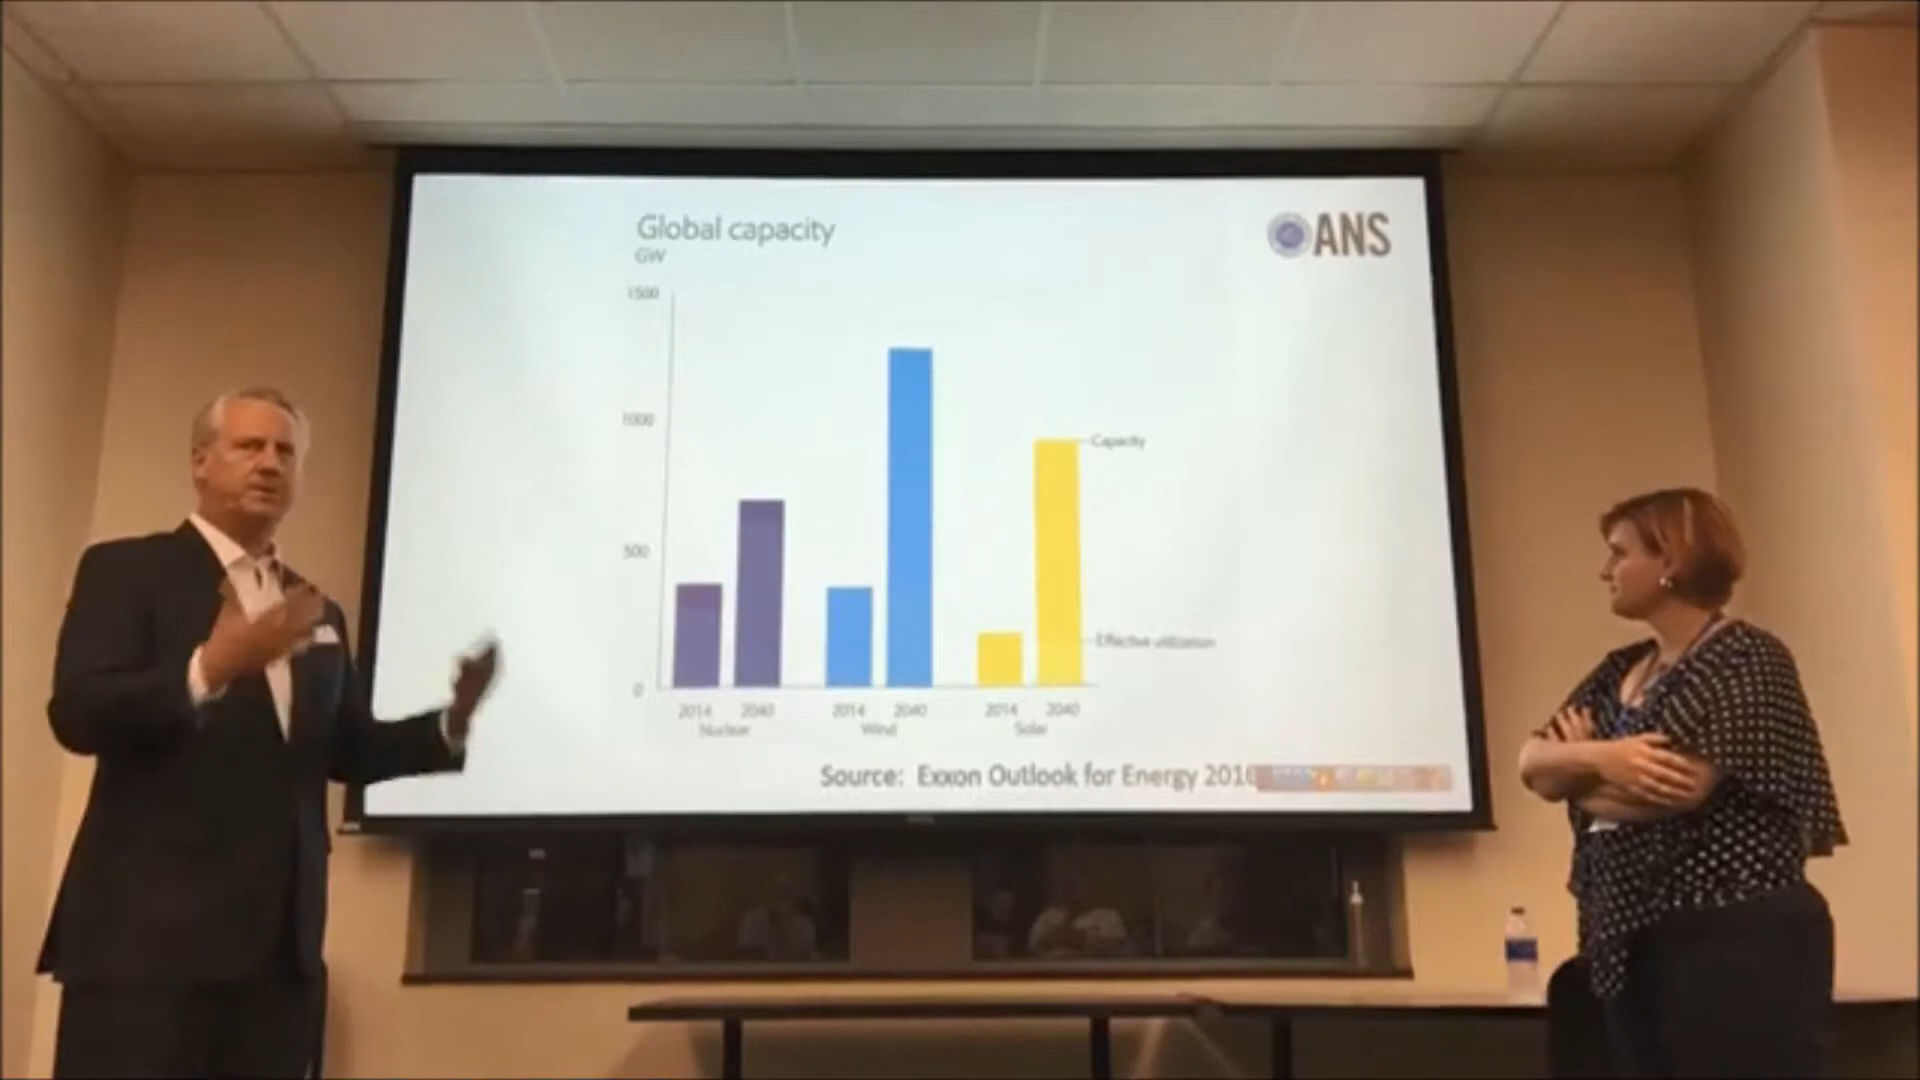 Global capacity
GW
ANS
1500
1000
500
0
Capacity
Effective utilization
2014 2040 2014 2040 2014 2040
Nuclear Wind Solar
Source: Exxon Outlook for Energy 2016